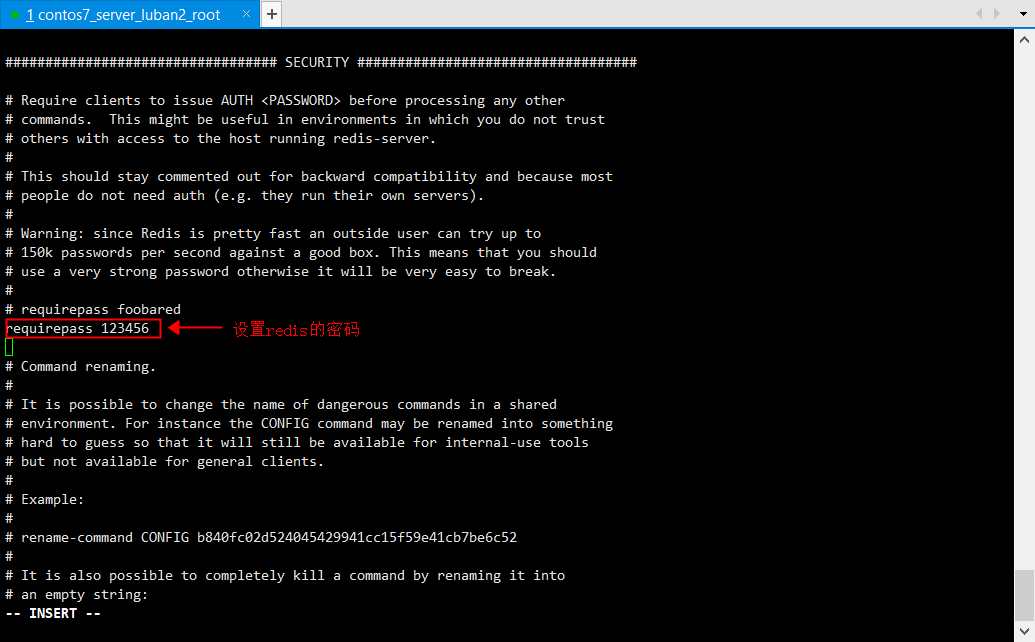 1 contos7_server_luban2_root × +
################################## SECURITY ###################################
# Require clients to issue AUTH <PASSWORD> before processing any other
# commands.  This might be useful in environments in which you do not trust
# others with access to the host running redis-server.
#
# This should stay commented out for backward compatibility and because most
# people do not need auth (e.g. they run their own servers).
#
# Warning: since Redis is pretty fast an outside user can try up to
# 150k passwords per second against a good box. This means that you should
# use a very strong password otherwise it will be very easy to break.
#
# requirepass foobared
requirepass 123456 设置redis的密码
# Command renaming.
#
# It is possible to change the name of dangerous commands in a shared
# environment. For instance the CONFIG command may be renamed into something
# hard to guess so that it will still be available for internal-use tools
# but not available for general clients.
#
# Example:
#
# rename-command CONFIG b840fc02d524045429941cc15f59e41cb7be6c52
#
# It is also possible to completely kill a command by renaming it into
# an empty string:
-- INSERT --